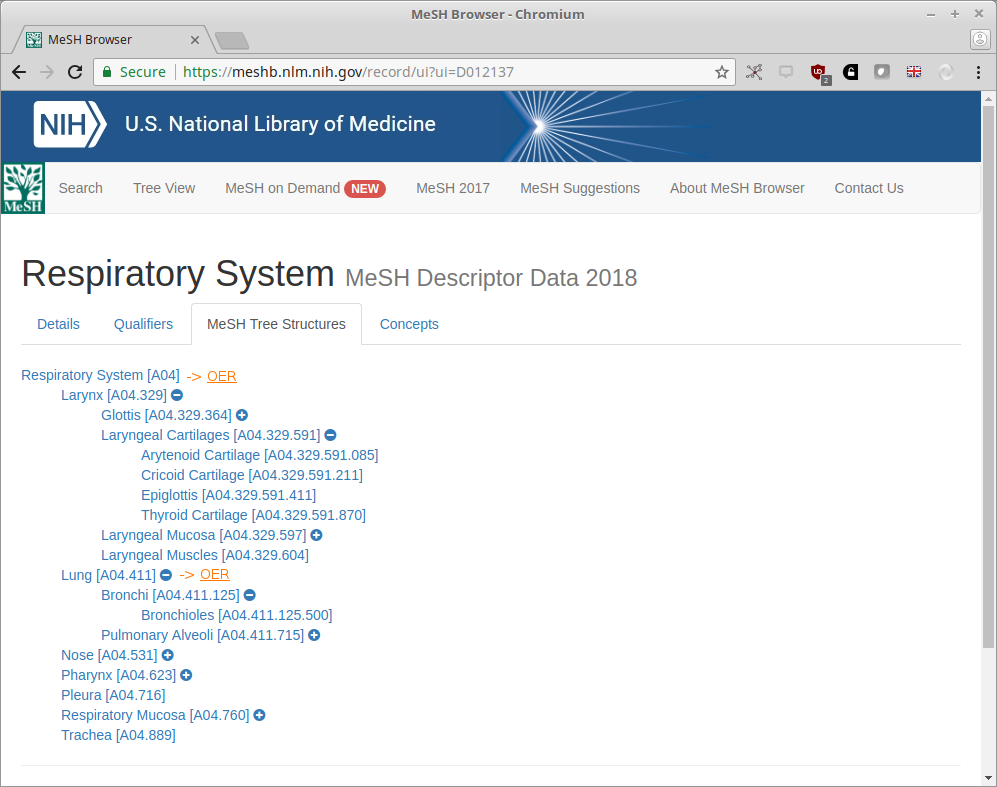 MeSH Browser - Chromium
MeSH Browser
Secure https://meshb.nlm.nih.gov/record/ui?ui=D012137
2
NIH U.S. National Library of Medicine
MeSH
Search Tree View MeSH on Demand NEW MeSH 2017 MeSH Suggestions About MeSH Browser Contact Us
Respiratory System MeSH Descriptor Data 2018
Details Qualifiers MeSH Tree Structures Concepts
Respiratory System [A04] -> OER
Larynx [A04.329]
Glottis [A04.329.364]
Laryngeal Cartilages [A04.329.591]
Arytenoid Cartilage [A04.329.591.085]
Cricoid Cartilage [A04.329.591.211]
Epiglottis [A04.329.591.411]
Thyroid Cartilage [A04.329.591.870]
Laryngeal Mucosa [A04.329.597]
Laryngeal Muscles [A04.329.604]
Lung [A04.411] -> OER
Bronchi [A04.411.125]
Bronchioles [A04.411.125.500]
Pulmonary Alveoli [A04.411.715]
Nose [A04.531]
Pharynx [A04.623]
Pleura [A04.716]
Respiratory Mucosa [A04.760]
Trachea [A04.889]